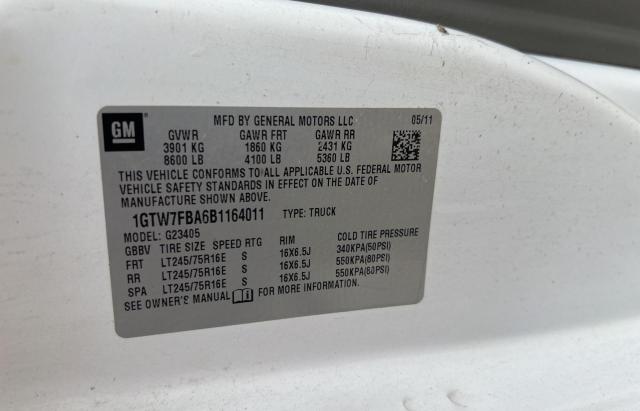 GM
MFD BY GENERAL MOTORS LLC 05/11
GVWR GAWR FRT GAWR RR
3901 KG 1860 KG 2431 KG
8600 LB 4100 LB 5360 LB
THIS VEHICLE CONFORMS TO ALL APPLICABLE U.S. FEDERAL MOTOR
VEHICLE SAFETY STANDARDS IN EFFECT ON THE DATE OF
MANUFACTURE SHOWN ABOVE.
1GTW7FBA6B1164011 TYPE: TRUCK
MODEL: G23405
GBBV TIRE SIZE SPEED RTG RIM COLD TIRE PRESSURE
FRT LT245/75R16E S 16X6.5J 340KPA(50PSI)
RR LT245/75R16E S 16X6.5J 550KPA(80PSI)
SPA LT245/75R16E S 16X6.5J 550KPA(80PSI)
SEE OWNER'S MANUAL FOR MORE INFORMATION.